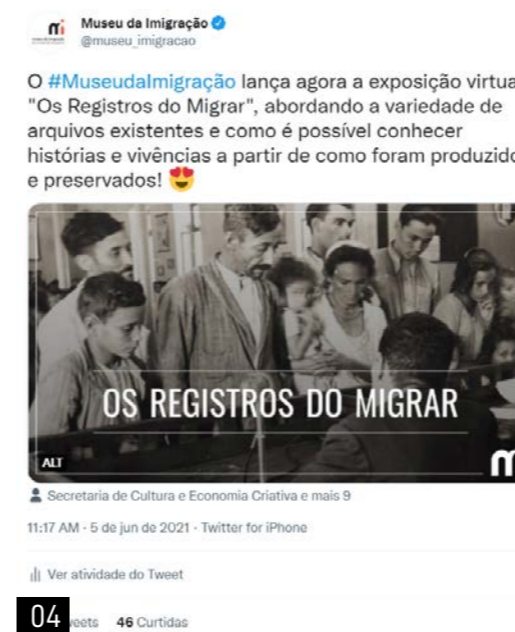 Museu da Imigração
@museu_imigracao
O #MuseudaImigração lança agora a exposição virtua
"Os Registros do Migrar", abordando a variedade de
arquivos existentes e como é possível conhecer
histórias e vivências a partir de como foram produzido
e preservados! 😍
OS REGISTROS DO MIGRAR
ALT
Secretaria de Cultura e Economia Criativa e mais 9
11:17 AM · 5 de jun de 2021 · Twitter for iPhone
Ver atividade do Tweet
04 eets 46 Curtidas